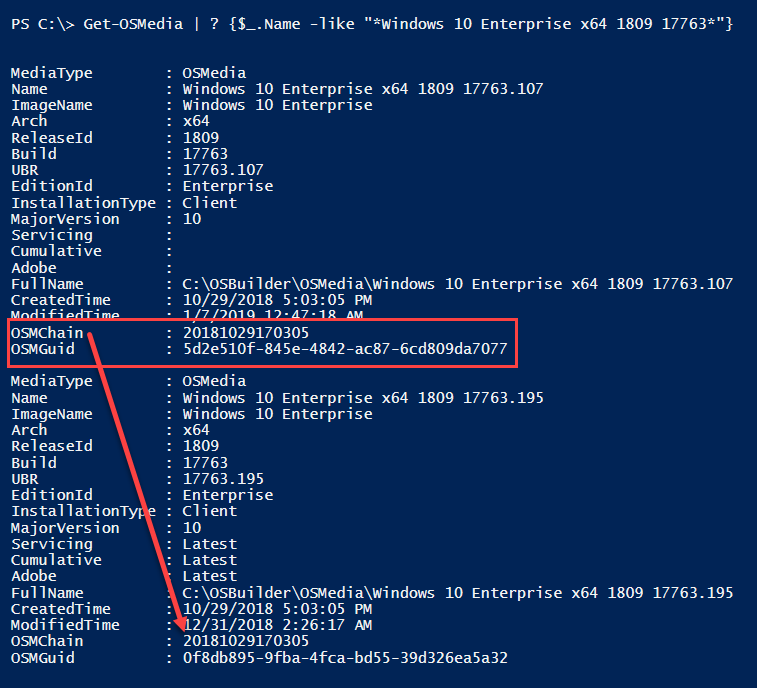 PS C:\> Get-OSMedia | ? {$_.Name -like "*Windows 10 Enterprise x64 1809 17763*"}
MediaType : OSMedia
Name : Windows 10 Enterprise x64 1809 17763.107
ImageName : Windows 10 Enterprise
Arch : x64
ReleaseId : 1809
Build : 17763
UBR : 17763.107
EditionId : Enterprise
InstallationType : Client
MajorVersion : 10
Servicing :
Cumulative :
Adobe :
FullName : C:\OSBuilder\OSMedia\Windows 10 Enterprise x64 1809 17763.107
CreatedTime : 10/29/2018 5:03:05 PM
ModifiedTime : 1/7/2019 12:47:18 AM
OSMChain : 20181029170305
OSMGuid : 5d2e510f-845e-4842-ac87-6cd809da7077
MediaType : OSMedia
Name : Windows 10 Enterprise x64 1809 17763.195
ImageName : Windows 10 Enterprise
Arch : x64
ReleaseId : 1809
Build : 17763
UBR : 17763.195
EditionId : Enterprise
InstallationType : Client
MajorVersion : 10
Servicing : Latest
Cumulative : Latest
Adobe : Latest
FullName : C:\OSBuilder\OSMedia\Windows 10 Enterprise x64 1809 17763.195
CreatedTime : 10/29/2018 5:03:05 PM
ModifiedTime : 12/31/2018 2:26:17 AM
OSMChain : 20181029170305
OSMGuid : 0f8db895-9fba-4fca-bd55-39d326ea5a32